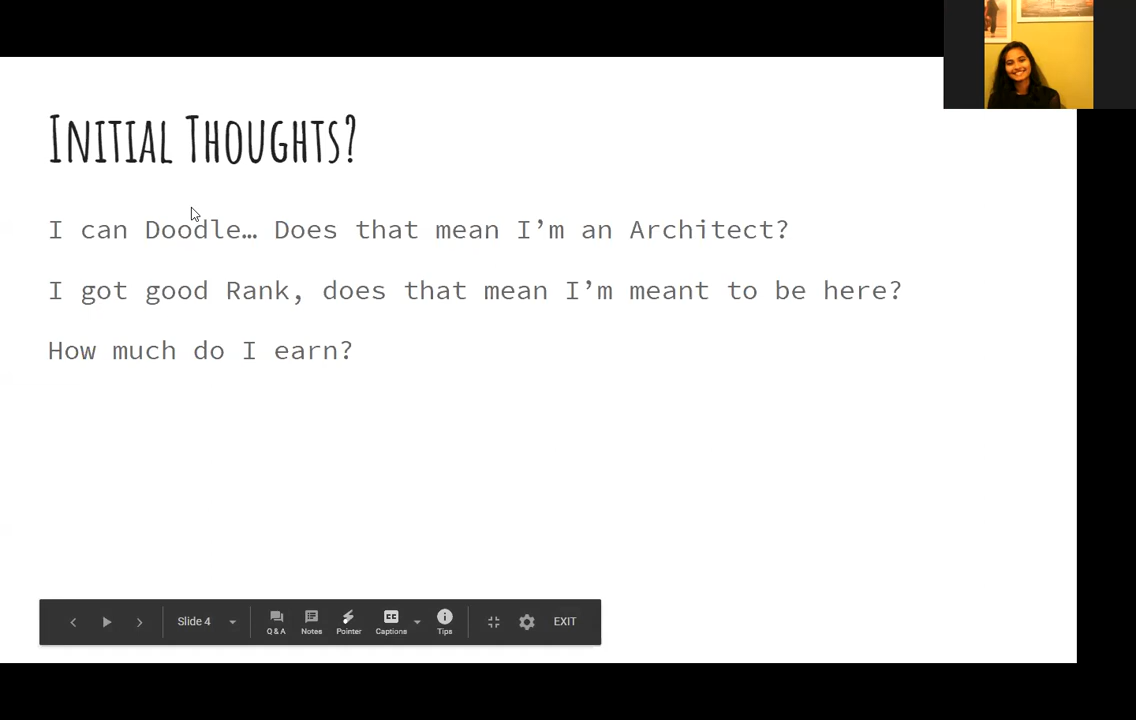 INITIAL THOUGHTS?
I can Doodle… Does that mean I’m an Architect?
I got good Rank, does that mean I’m meant to be here?
How much do I earn?
Slide 4 Q & A Notes Pointer CC Captions Tips EXIT